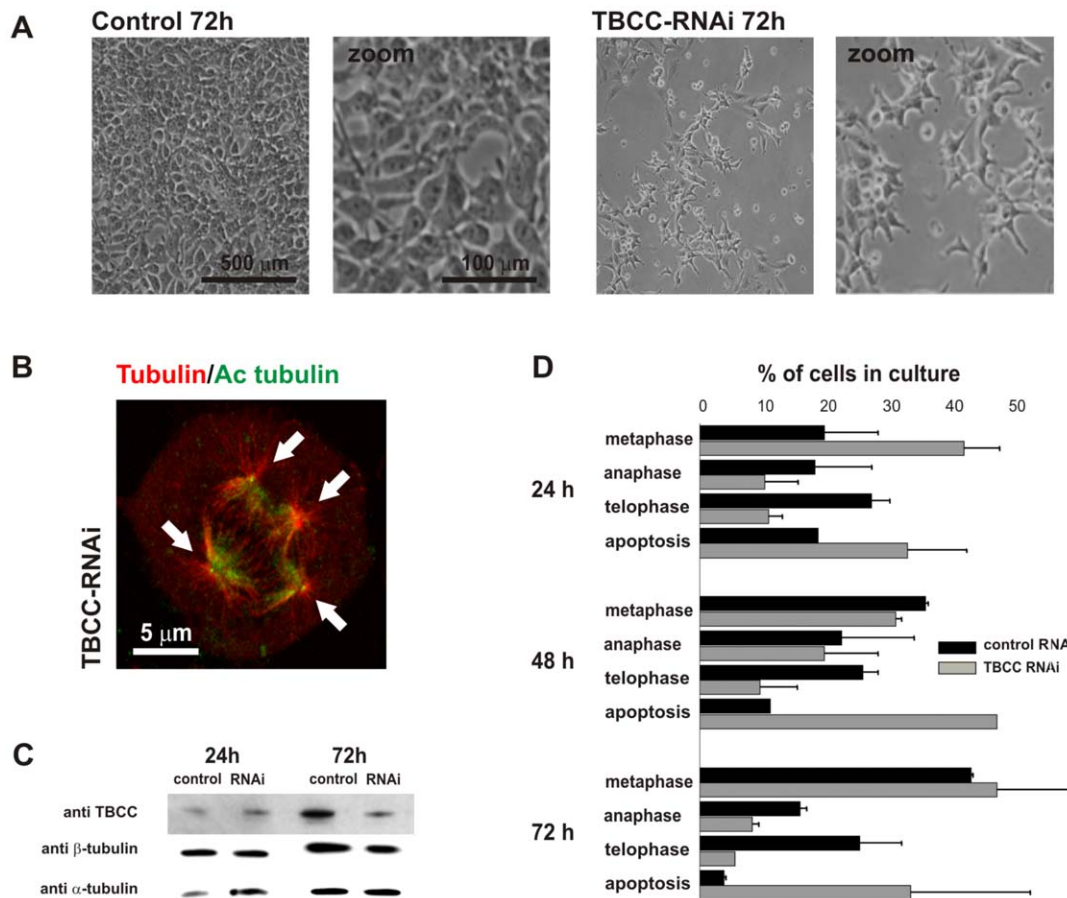 A
Control 72h
zoom
500 µm
100 µm
TBCC-RNAi 72h
zoom
B
Tubulin/Ac tubulin
TBCC-RNAi
5 µm
C
24h 72h
control RNAi control RNAi
anti TBCC
anti β-tubulin
anti α-tubulin
D
% of cells in culture
0 10 20 30 40 50
24 h
metaphase
anaphase
telophase
apoptosis
48 h
metaphase
anaphase
telophase
apoptosis
control RNA
TBCC RNAi
72 h
metaphase
anaphase
telophase
apoptosis